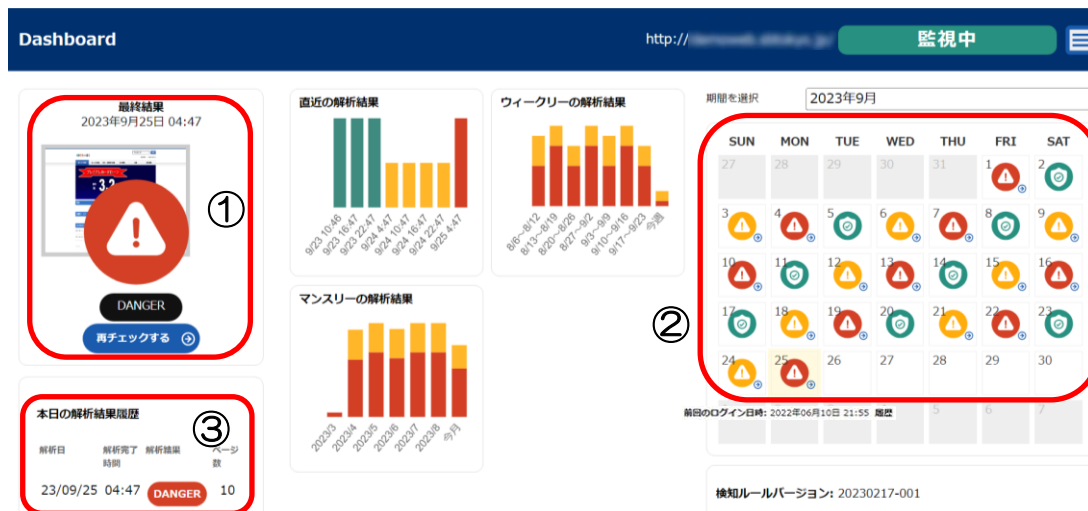 Dashboard
http://
監視中
最終結果
2023年9月25日 04:47
3.2
①
DANGER
再チェックする
直近の解析結果
9/23 10:46
9/23 16:47
9/23 22:47
9/24 4:47
9/24 10:47
9/24 16:47
9/24 22:47
9/25 4:47
ウィークリーの解析結果
8/6～8/12
8/13～8/19
8/20～8/26
8/27～9/2
9/3～9/9
9/10～9/16
9/17～9/23
今週
マンスリーの解析結果
2023/3
2023/4
2023/5
2023/6
2023/7
2023/8
今月
期間を選択
2023年9月
②
SUN MON TUE WED THU FRI SAT
27 28 29 30 31 1 2
3 4 5 6 7 8 9
10 11 12 13 14 15 16
17 18 19 20 21 22 23
24 25 26 27 28 29 30
5 6 7
前回のログイン日時: 2022年06月10日 21:55 履歴
本日の解析結果履歴
③
解析日 解析完了時間 解析結果 ページ数
23/09/25 04:47 DANGER 10
検知ルールバージョン: 20230217-001